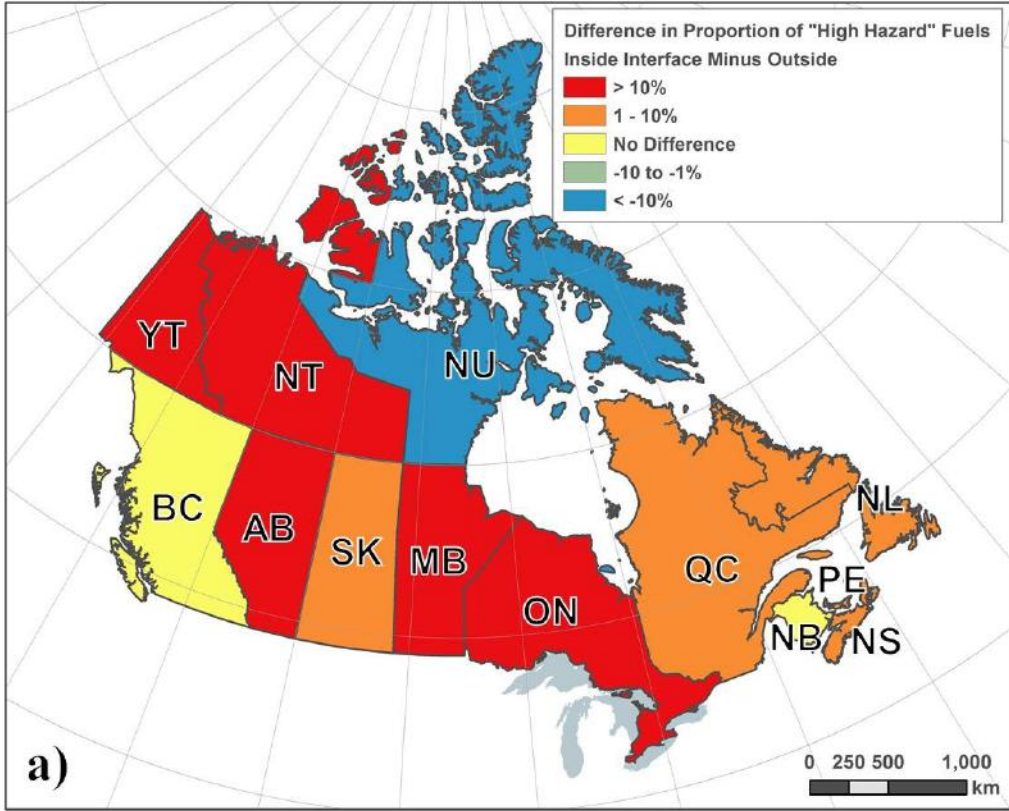 Difference in Proportion of "High Hazard" Fuels
Inside Interface Minus Outside
> 10%
1 - 10%
No Difference
-10 to -1%
< -10%
YT
NT
NU
BC
AB
SK
MB
ON
QC
NL
PE
NB
NS
a)
0 250 500 1,000
km